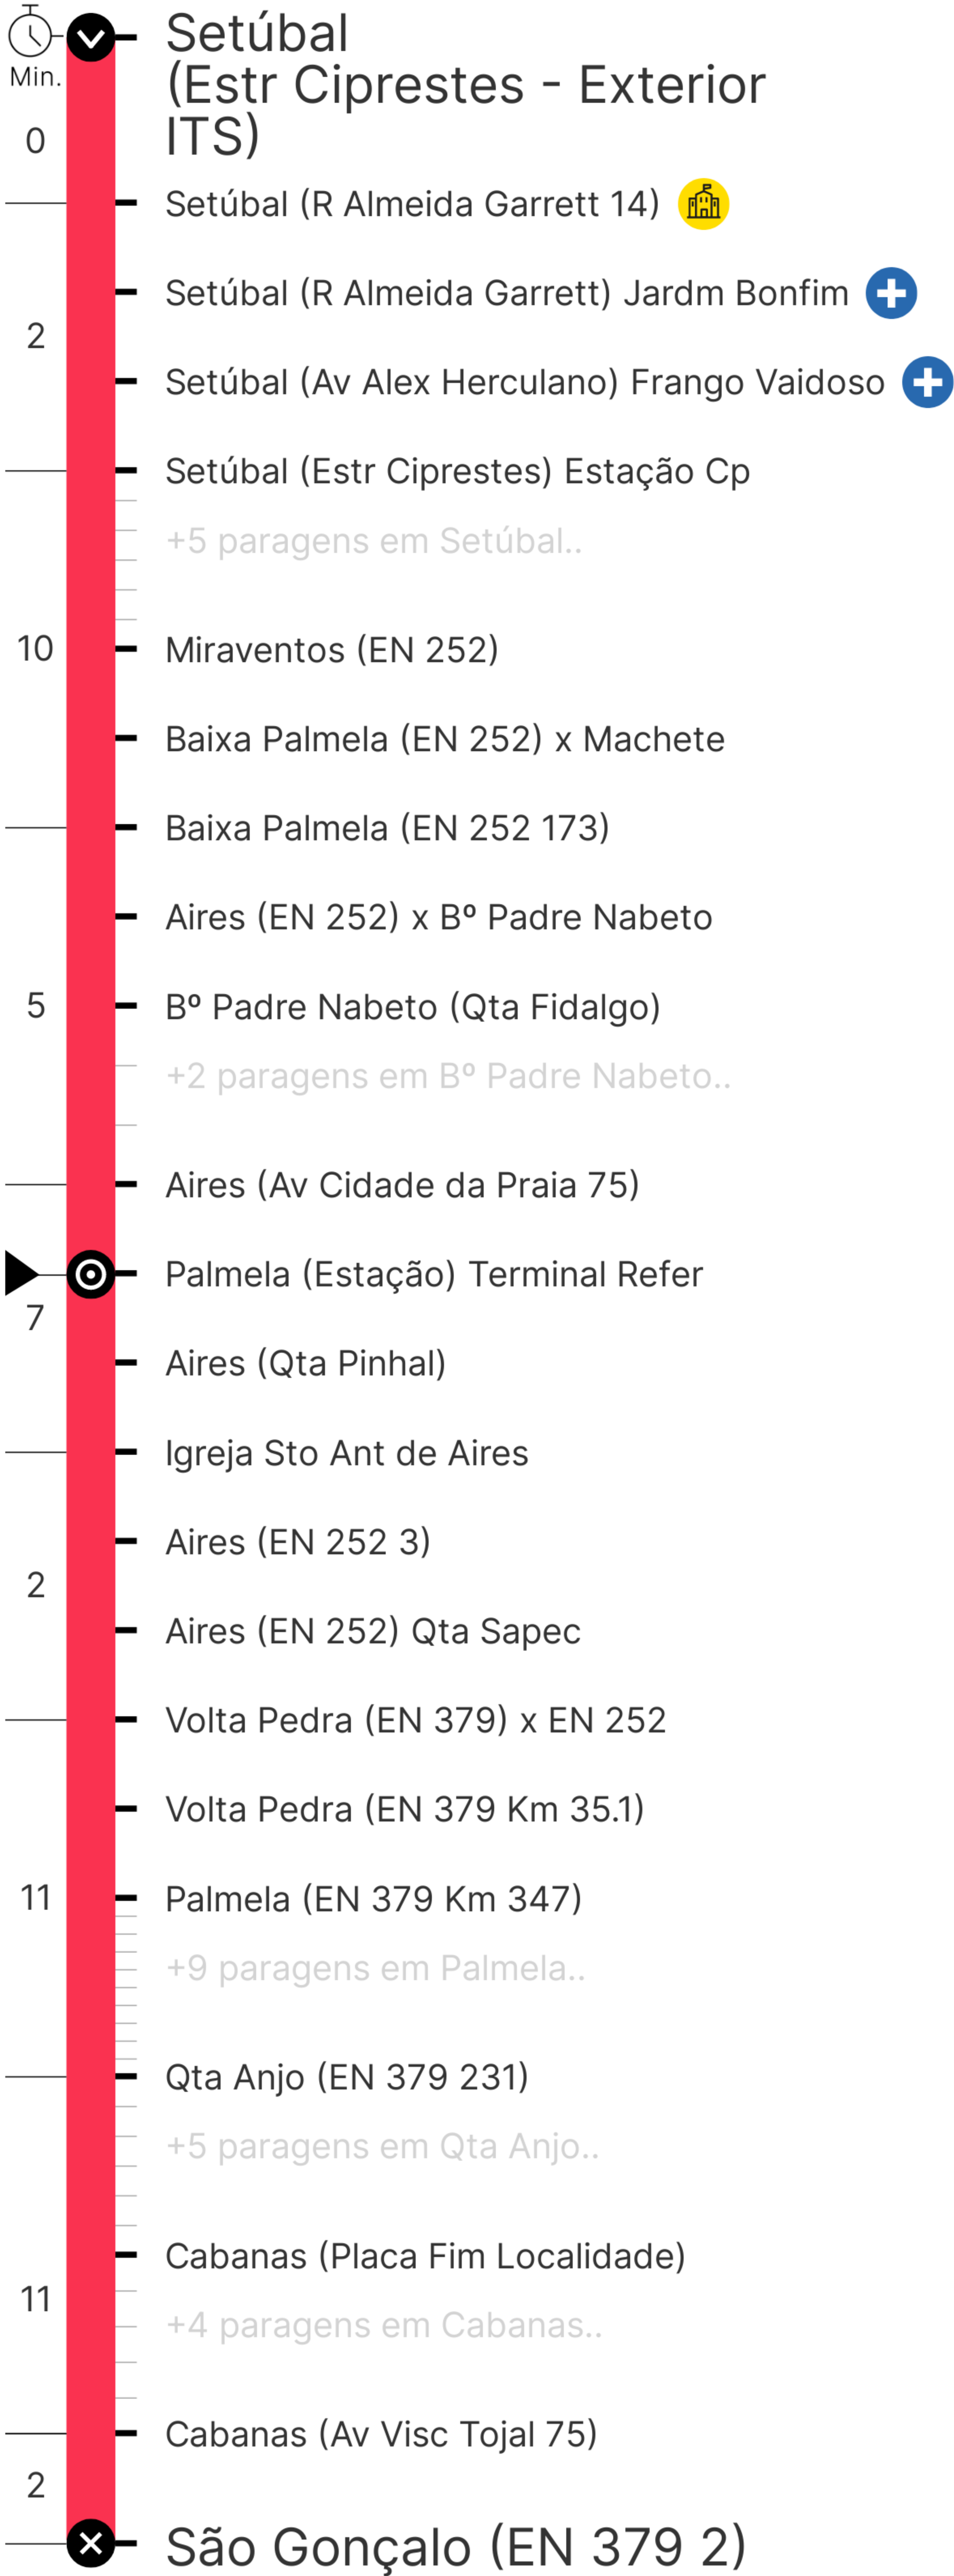 Setúbal
(Estr Ciprestes - Exterior
ITS)
Min.
0
Setúbal (R Almeida Garrett 14)
Setúbal (R Almeida Garrett) Jardm Bonfim
2
Setúbal (Av Alex Herculano) Frango Vaidoso
Setúbal (Estr Ciprestes) Estação Cp
+5 paragens em Setúbal..
10
Miraventos (EN 252)
Baixa Palmela (EN 252) x Machete
Baixa Palmela (EN 252 173)
Aires (EN 252) x Bº Padre Nabeto
5
Bº Padre Nabeto (Qta Fidalgo)
+2 paragens em Bº Padre Nabeto..
Aires (Av Cidade da Praia 75)
Palmela (Estação) Terminal Refer
7
Aires (Qta Pinhal)
Igreja Sto Ant de Aires
Aires (EN 252 3)
2
Aires (EN 252) Qta Sapec
Volta Pedra (EN 379) x EN 252
Volta Pedra (EN 379 Km 35.1)
11
Palmela (EN 379 Km 347)
+9 paragens em Palmela..
Qta Anjo (EN 379 231)
+5 paragens em Qta Anjo..
Cabanas (Placa Fim Localidade)
11
+4 paragens em Cabanas..
Cabanas (Av Visc Tojal 75)
2
São Gonçalo (EN 379 2)